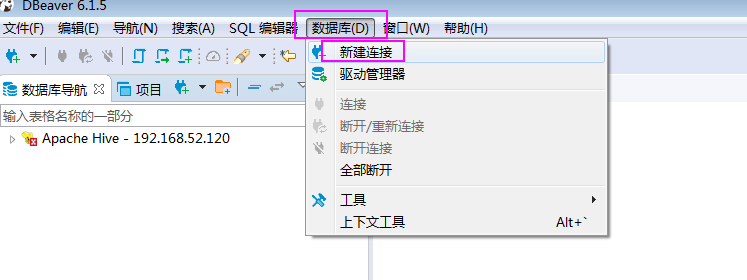 DBeaver 6.1.5
文件(F) 编辑(E) 导航(N) 搜索(A) SQL 编辑器 数据库(D) 窗口(W) 帮助(H)
新建连接
驱动管理器
数据库导航 项目
输入表格名称的一部分
连接
断开/重新连接
Apache Hive - 192.168.52.120
断开连接
全部断开
工具
上下文工具 Alt+`